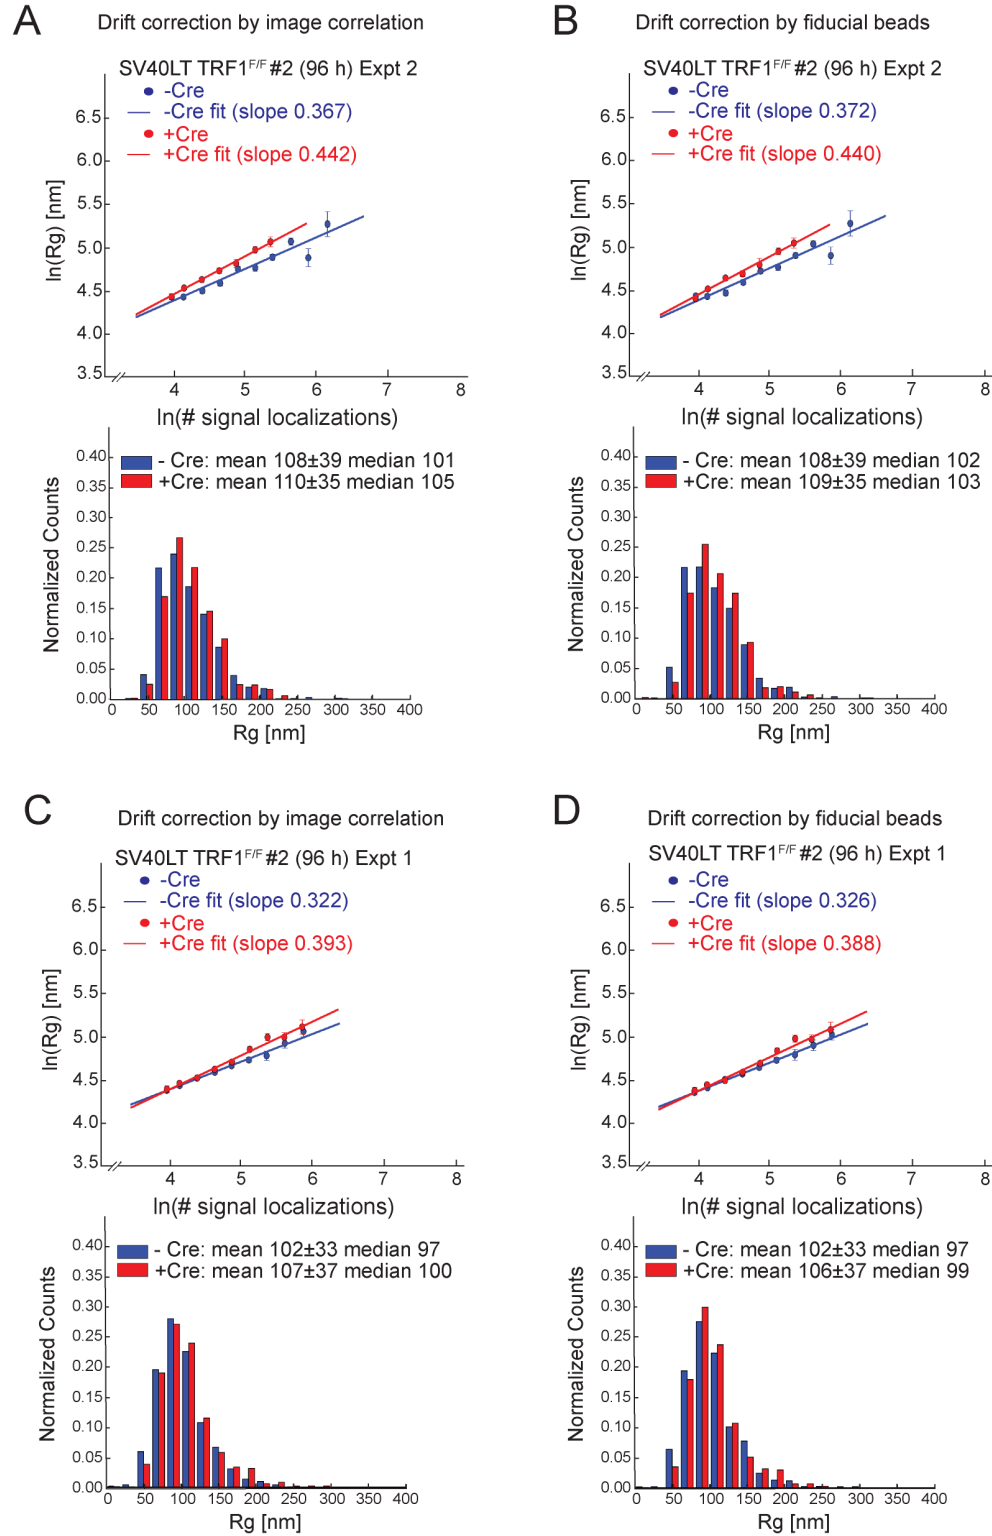 A
Drift correction by image correlation
SV40LT TRF1F/F #2 (96 h) Expt 2
-Cre
-Cre fit (slope 0.367)
+Cre
+Cre fit (slope 0.442)
ln(Rg) [nm]
6.5
6.0
5.5
5.0
4.5
4.0
3.5
4 5 6 7 8
ln(# signal localizations)
- Cre: mean 108±39 median 101
+Cre: mean 110±35 median 105
Normalized Counts
0.40
0.35
0.30
0.25
0.20
0.15
0.10
0.05
0.00
0 50 100 150 200 250 300 350 400
Rg [nm]
B
Drift correction by fiducial beads
SV40LT TRF1F/F #2 (96 h) Expt 2
-Cre
-Cre fit (slope 0.372)
+Cre
+Cre fit (slope 0.440)
ln(Rg) [nm]
6.5
6.0
5.5
5.0
4.5
4.0
3.5
4 5 6 7 8
ln(# signal localizations)
- Cre: mean 108±39 median 102
+Cre: mean 109±35 median 103
Normalized Counts
0.40
0.35
0.30
0.25
0.20
0.15
0.10
0.05
0.00
0 50 100 150 200 250 300 350 400
Rg [nm]
C
Drift correction by image correlation
SV40LT TRF1F/F #2 (96 h) Expt 1
-Cre
-Cre fit (slope 0.322)
+Cre
+Cre fit (slope 0.393)
ln(Rg) [nm]
6.5
6.0
5.5
5.0
4.5
4.0
3.5
4 5 6 7 8
ln(# signal localizations)
- Cre: mean 102±33 median 97
+Cre: mean 107±37 median 100
Normalized Counts
0.40
0.35
0.30
0.25
0.20
0.15
0.10
0.05
0.00
0 50 100 150 200 250 300 350 400
Rg [nm]
D
Drift correction by fiducial beads
SV40LT TRF1F/F #2 (96 h) Expt 1
-Cre
-Cre fit (slope 0.326)
+Cre
+Cre fit (slope 0.388)
ln(Rg) [nm]
6.5
6.0
5.5
5.0
4.5
4.0
3.5
4 5 6 7 8
ln(# signal localizations)
- Cre: mean 102±33 median 97
+Cre: mean 106±37 median 99
Normalized Counts
0.40
0.35
0.30
0.25
0.20
0.15
0.10
0.05
0.00
0 50 100 150 200 250 300 350 400
Rg [nm]